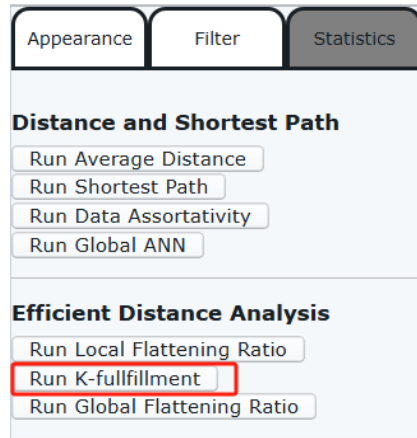 Appearance Filter Statistics
Distance and Shortest Path
Run Average Distance
Run Shortest Path
Run Data Assortativity
Run Global ANN
Efficient Distance Analysis
Run Local Flattening Ratio
Run K-fullfillment
Run Global Flattening Ratio